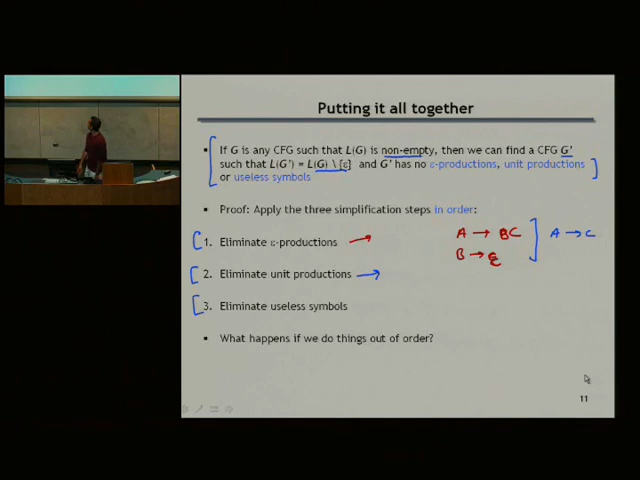 Putting it all together
▪ If G is any CFG such that L(G) is non-empty, then we can find a CFG G'
such that L(G') = L(G) \ {ε} and G' has no ε-productions, unit productions
or useless symbols
▪ Proof: Apply the three simplification steps in order:
1. Eliminate ε-productions
A → BC
A → C
B → ε
2. Eliminate unit productions
3. Eliminate useless symbols
▪ What happens if we do things out of order?
11